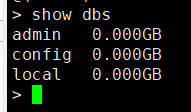 > show dbs
admin   0.000GB
config  0.000GB
local   0.000GB
>